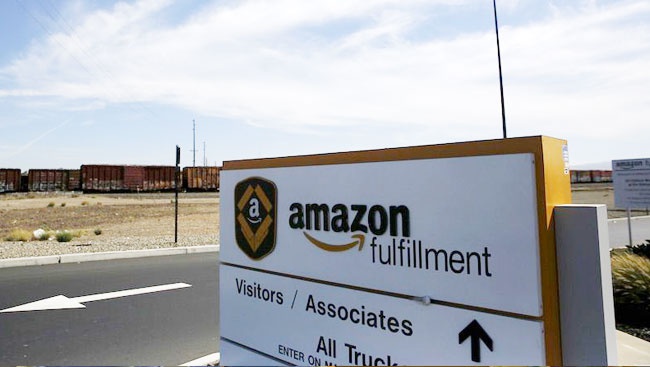 a
amazon
fulfillment
Visitors / Associates
All Truck
ENTER ON
amazon